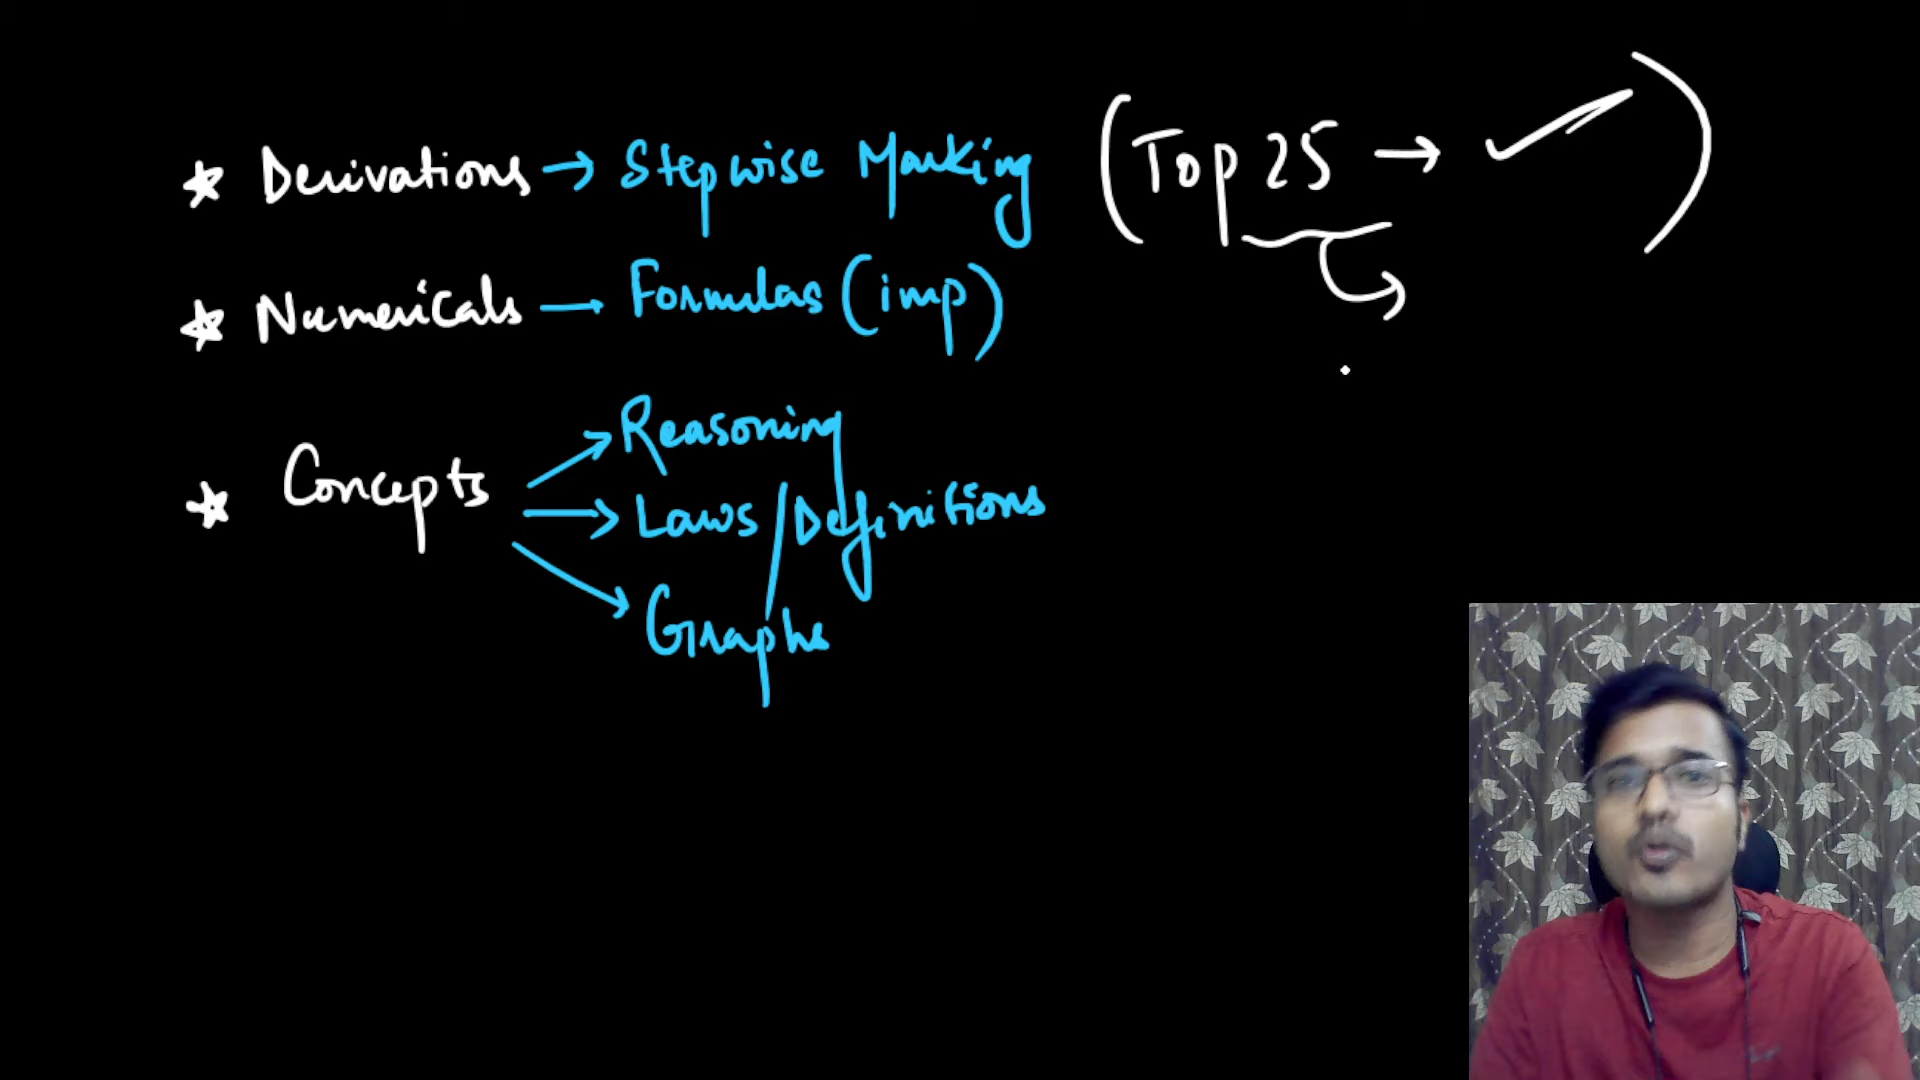 ★ Derivations → Stepwise Marking (Top 25 → ✓)
★ Numericals — Formulas (imp)
★ Concepts → Reasoning
→ Laws / Definitions
→ Graphs